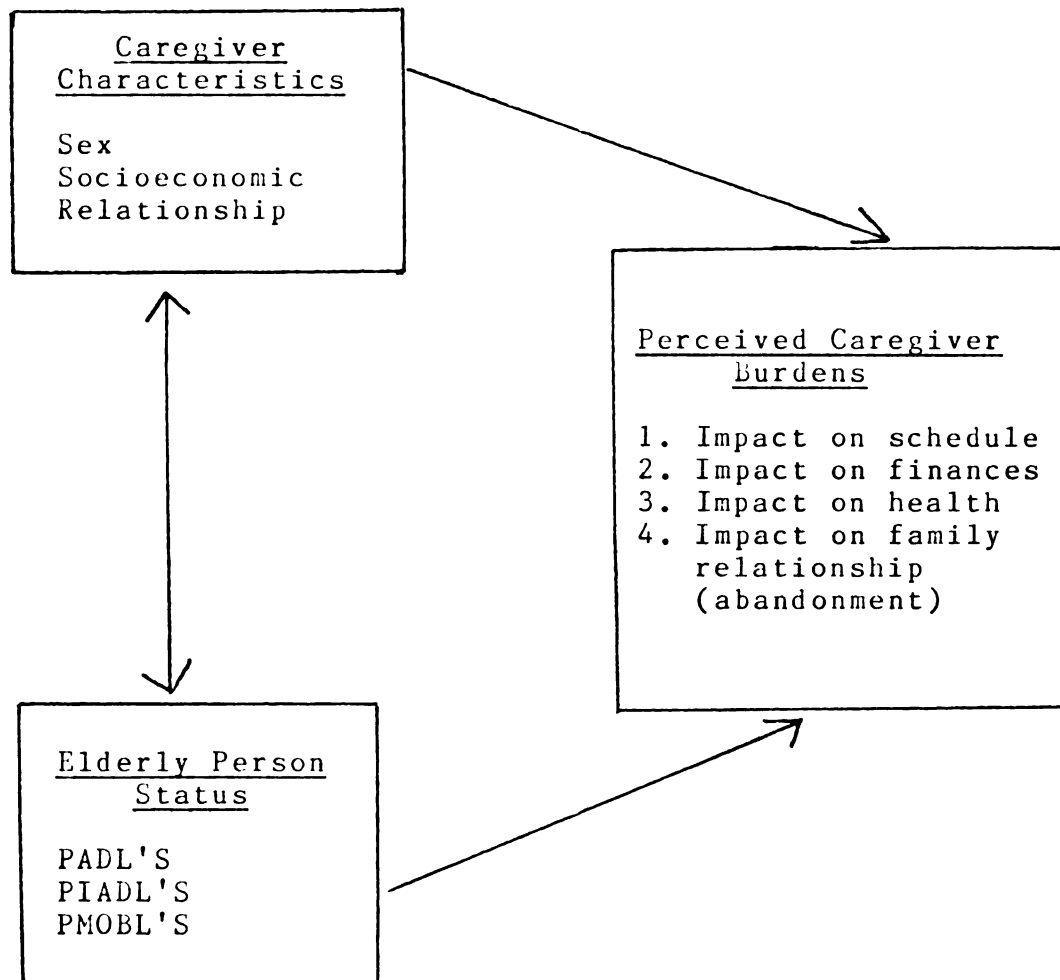 Caregiver
Characteristics
Sex
Socioeconomic
Relationship
Perceived Caregiver
Burdens
1. Impact on schedule
2. Impact on finances
3. Impact on health
4. Impact on family
relationship
(abandonment)
Elderly Person
Status
PADL'S
PIADL'S
PMOBL'S